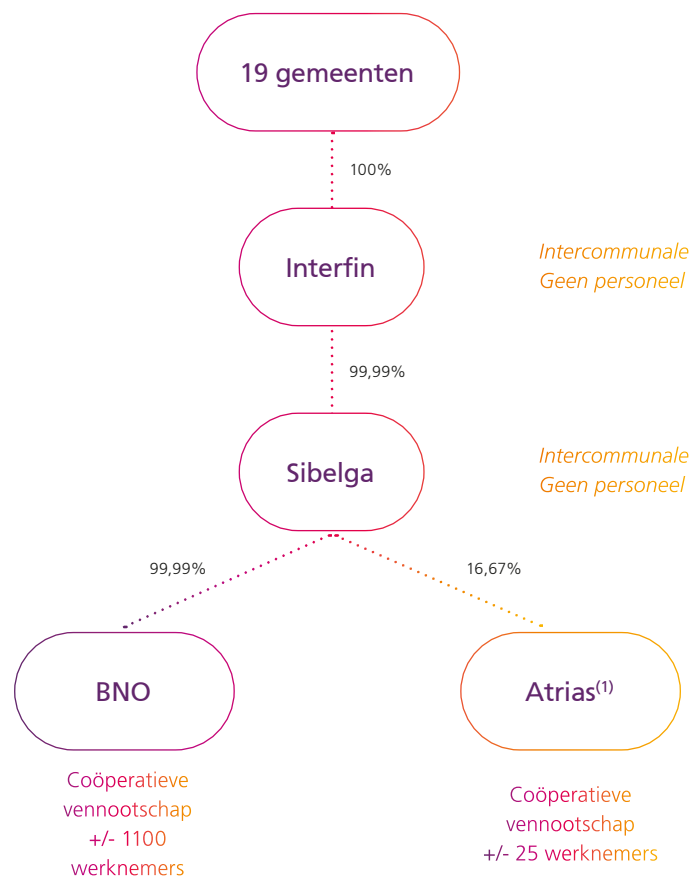 19 gemeenten
100%
Interfin
Intercommunale
Geen personeel
99,99%
Sibelga
Intercommunale
Geen personeel
99,99%
16,67%
BNO
Atrias(1)
Coöperatieve
vennootschap
+/- 1100
werknemers
Coöperatieve
vennootschap
+/- 25 werknemers